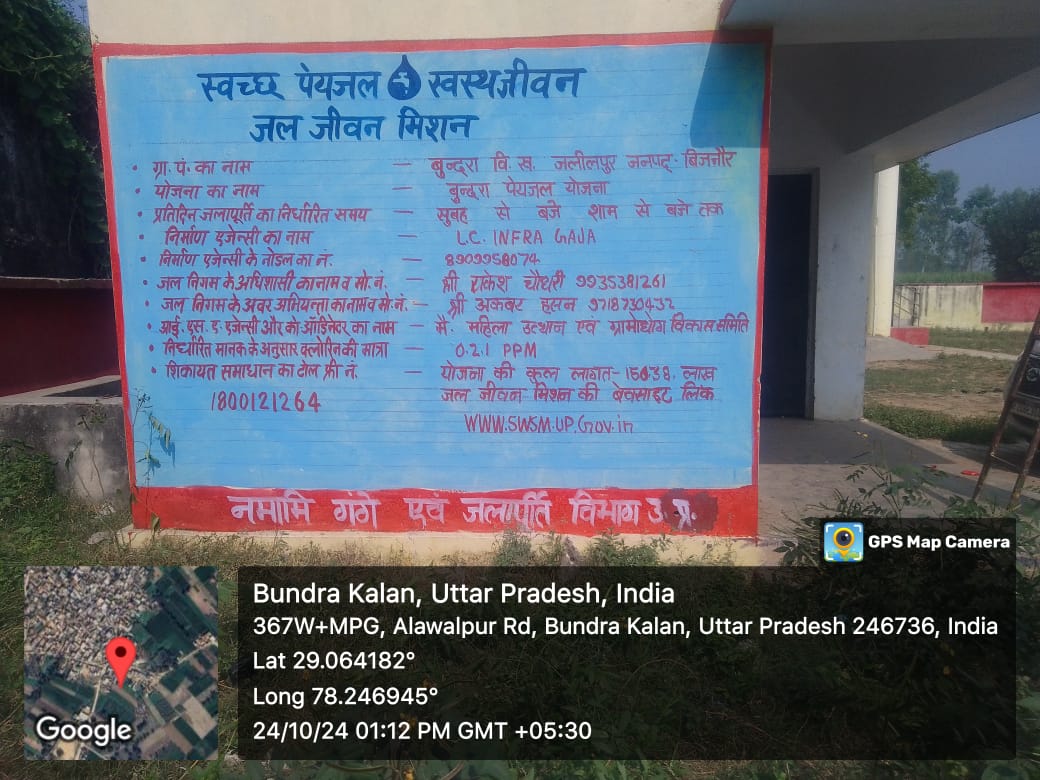 स्वच्छ पेयजल स्वस्थजीवन
जल जीवन मिशन
• ग्रा. पं. का नाम — बुन्दरा वि. ख. जलीलपुर जनपद- बिजनौर
• योजना का नाम — बुन्दरा पेयजल योजना
• प्रतिदिन जलापूर्ति का निर्धारित समय — सुबह से बजे शाम से बजे तक
• निर्माण एजेन्सी का नाम — L.C. INFRA GAJA
• निर्माण एजेन्सी के नोडल का नं. — 8909958074
• जल निगम के अधिशासी का नाम व मो. नं. — श्री राकेश चौधरी 9935381261
• जल निगम के अवर अभियन्ता का नाम व मो. नं. — श्री अकबर हसन 9718730432
• आई. एस. ए. एजेन्सी और को-ऑडिनेटर का नाम — मै. महिला उत्थान एवं ग्रामोद्योग विकास समिति
• निर्धारित मानक के अनुसार क्लोरिन की मात्रा — 0.2.1 PPM
• शिकायत समाधान का टोल फ्री नं. — योजना की कुल लागत- लाख
1800121264 जल जीवन मिशन की बेवसाइट लिंक
WWW.SWSM.UP.Gov.in
नमामि गंगे एवं जलापूर्ति विभाग उ. प्र.
GPS Map Camera
Bundra Kalan, Uttar Pradesh, India
367W+MPG, Alawalpur Rd, Bundra Kalan, Uttar Pradesh 246736, India
Lat 29.064182°
Long 78.246945°
24/10/24 01:12 PM GMT +05:30
Google